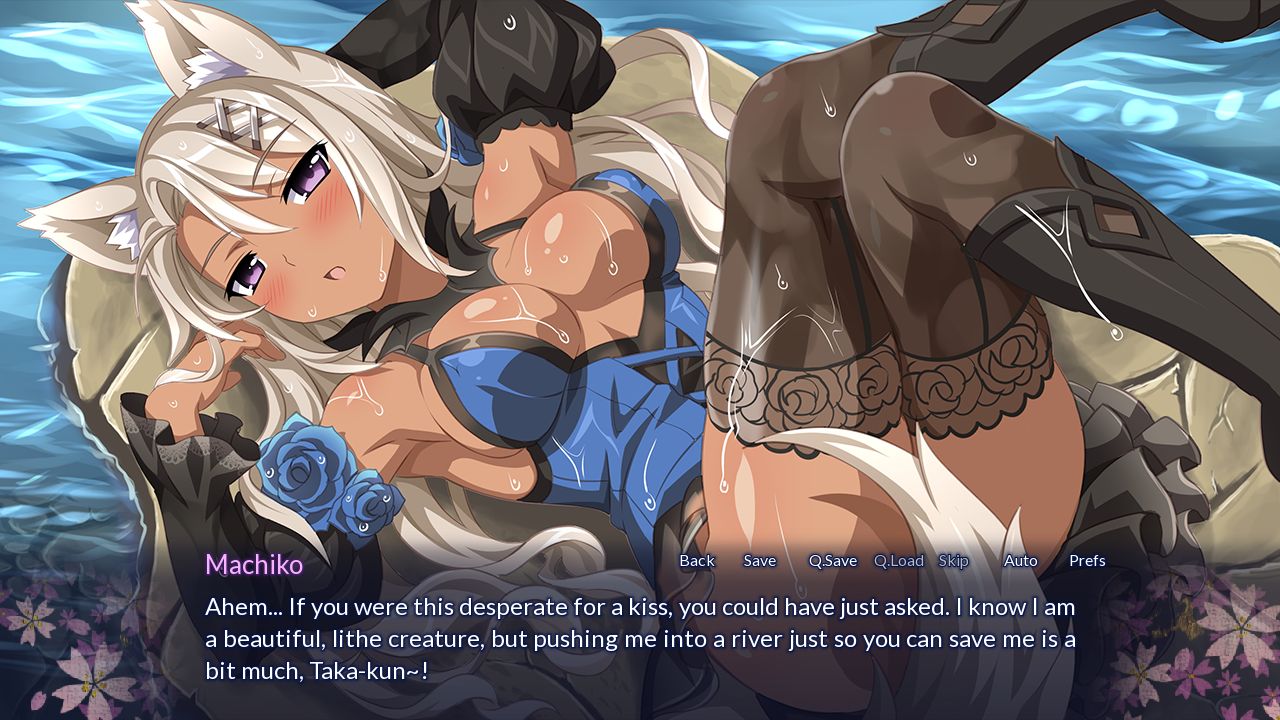 Machiko
Back Save Q.Save Q.Load Skip Auto Prefs
Ahem... If you were this desperate for a kiss, you could have just asked. I know I am
a beautiful, lithe creature, but pushing me into a river just so you can save me is a
bit much, Taka-kun~!